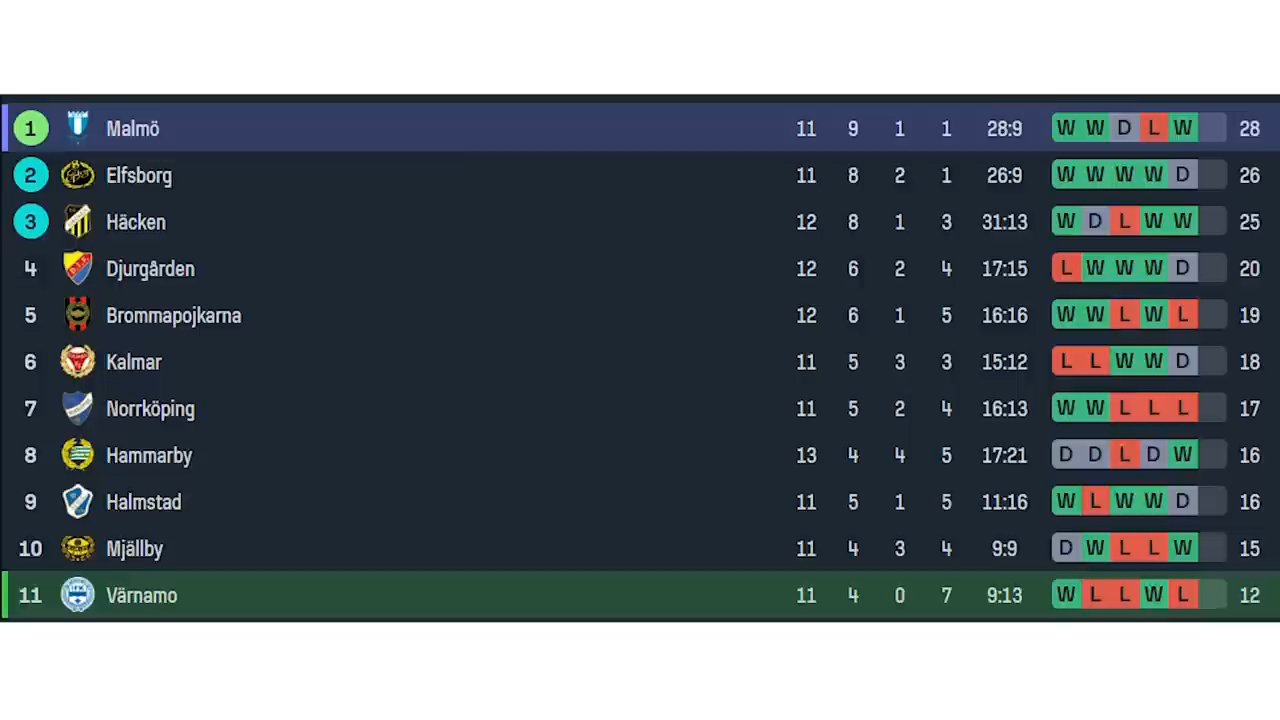 1 Malmö 11 9 1 1 28:9 W W D L W 28
2 Elfsborg 11 8 2 1 26:9 W W W W D 26
3 Häcken 12 8 1 3 31:13 W D L W W 25
4 Djurgården 12 6 2 4 17:15 L W W W D 20
5 Brommapojkarna 12 6 1 5 16:16 W W L W L 19
6 Kalmar 11 5 3 3 15:12 L L W W D 18
7 Norrköping 11 5 2 4 16:13 W W L L L 17
8 Hammarby 13 4 4 5 17:21 D D L D W 16
9 Halmstad 11 5 1 5 11:16 W L W W D 16
10 Mjällby 11 4 3 4 9:9 D W L L W 15
11 Värnamo 11 4 0 7 9:13 W L L W L 12